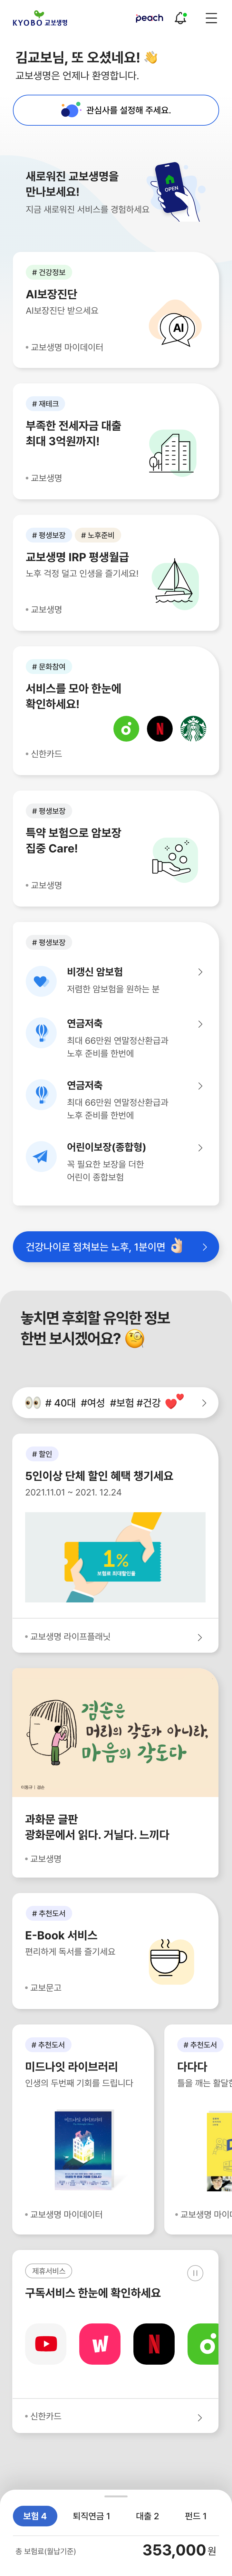 KYOBO 교보생명
peach
김교보님, 또 오셨네요! 👋
교보생명은 언제나 환영합니다.
관심사를 설정해 주세요.
새로워진 교보생명을
만나보세요!
지금 새로워진 서비스를 경험하세요
OPEN
# 건강정보
AI보장진단
AI보장진단 받으세요
AI
• 교보생명 마이데이터
# 재테크
부족한 전세자금 대출
최대 3억원까지!
• 교보생명
# 평생보장 # 노후준비
교보생명 IRP 평생월급
노후 걱정 덜고 인생을 즐기세요!
• 교보생명
# 문화참여
서비스를 모아 한눈에
확인하세요!
• 신한카드
# 평생보장
특약 보험으로 암보장
집중 Care!
• 교보생명
# 평생보장
비갱신 암보험
저렴한 암보험을 원하는 분
연금저축
최대 66만원 연말정산환급과
노후 준비를 한번에
연금저축
최대 66만원 연말정산환급과
노후 준비를 한번에
어린이보장(종합형)
꼭 필요한 보장을 더한
어린이 종합보험
건강나이로 점쳐보는 노후, 1분이면 👌
놓치면 후회할 유익한 정보
한번 보시겠어요? 🧐
👀 # 40대 #여성 #보험 #건강 💕
# 할인
5인이상 단체 할인 혜택 챙기세요
2021.11.01 ~ 2021. 12.24
1%
보험료 최대할인율
• 교보생명 라이프플래닛
겸손은
머리의 각도가 아니라,
마음의 각도다
과화문 글판
광화문에서 읽다. 거닐다. 느끼다
• 교보생명
# 추천도서
E-Book 서비스
편리하게 독서를 즐기세요
• 교보문고
# 추천도서
미드나잇 라이브러리
인생의 두번째 기회를 드립니다
미드나잇 라이브러리
• 교보생명 마이데이터
# 추천도서
다다다
틀을 깨는 활달한
• 교보생명 마이데
제휴서비스
구독서비스 한눈에 확인하세요
W
N
• 신한카드
보험 4 퇴직연금 1 대출 2 펀드 1
총 보험료(월납기준) 353,000원